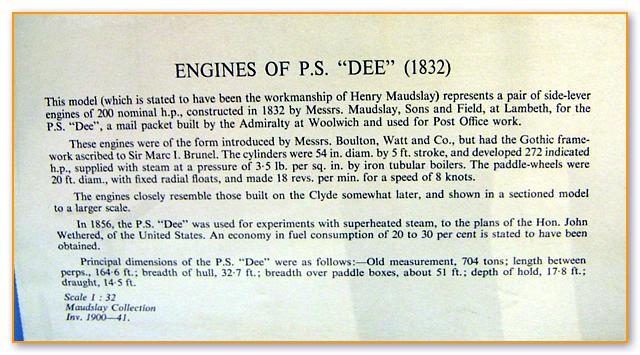 ENGINES OF P.S. “DEE” (1832)
This model (which is stated to have been the workmanship of Henry Maudslay) represents a pair of side-lever
engines of 200 nominal h.p., constructed in 1832 by Messrs. Maudslay, Sons and Field, at Lambeth, for the
P.S. “Dee”, a mail packet built by the Admiralty at Woolwich and used for Post Office work.
These engines were of the form introduced by Messrs. Boulton, Watt and Co., but had the Gothic frame-
work ascribed to Sir Marc I. Brunel. The cylinders were 54 in. diam. by 5 ft. stroke, and developed 272 indicated
h.p., supplied with steam at a pressure of 3·5 lb. per sq. in. by iron tubular boilers. The paddle-wheels were
20 ft. diam., with fixed radial floats, and made 18 revs. per min. for a speed of 8 knots.
The engines closely resemble those built on the Clyde somewhat later, and shown in a sectioned model
to a larger scale.
In 1856, the P.S. “Dee” was used for experiments with superheated steam, to the plans of the Hon. John
Wethered, of the United States. An economy in fuel consumption of 20 to 30 per cent is stated to have been
obtained.
Principal dimensions of the P.S. “Dee” were as follows:—Old measurement, 704 tons; length between
perps., 164·6 ft.; breadth of hull, 32·7 ft.; breadth over paddle boxes, about 51 ft.; depth of hold, 17·8 ft.;
draught, 14·5 ft.
Scale 1 : 32
Maudslay Collection
Inv. 1900—41.